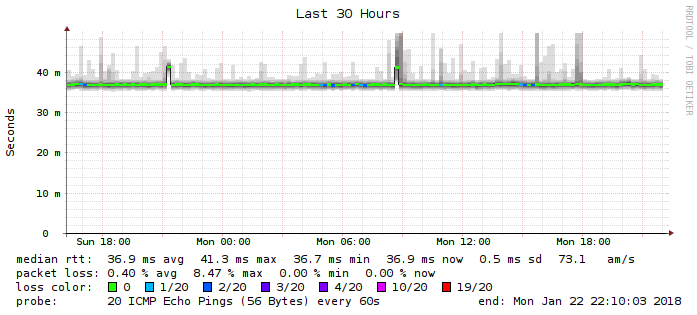 Last 30 Hours
RRDTOOL / TOBI OETIKER
Seconds
40 m
30 m
20 m
10 m
0
Sun 18:00 Mon 00:00 Mon 06:00 Mon 12:00 Mon 18:00
median rtt: 36.9 ms avg 41.3 ms max 36.7 ms min 36.9 ms now 0.5 ms sd 73.1 am/s
packet loss: 0.40 % avg 8.47 % max 0.00 % min 0.00 % now
loss color: 0 1/20 2/20 3/20 4/20 10/20 19/20
probe: 20 ICMP Echo Pings (56 Bytes) every 60s end: Mon Jan 22 22:10:03 2018